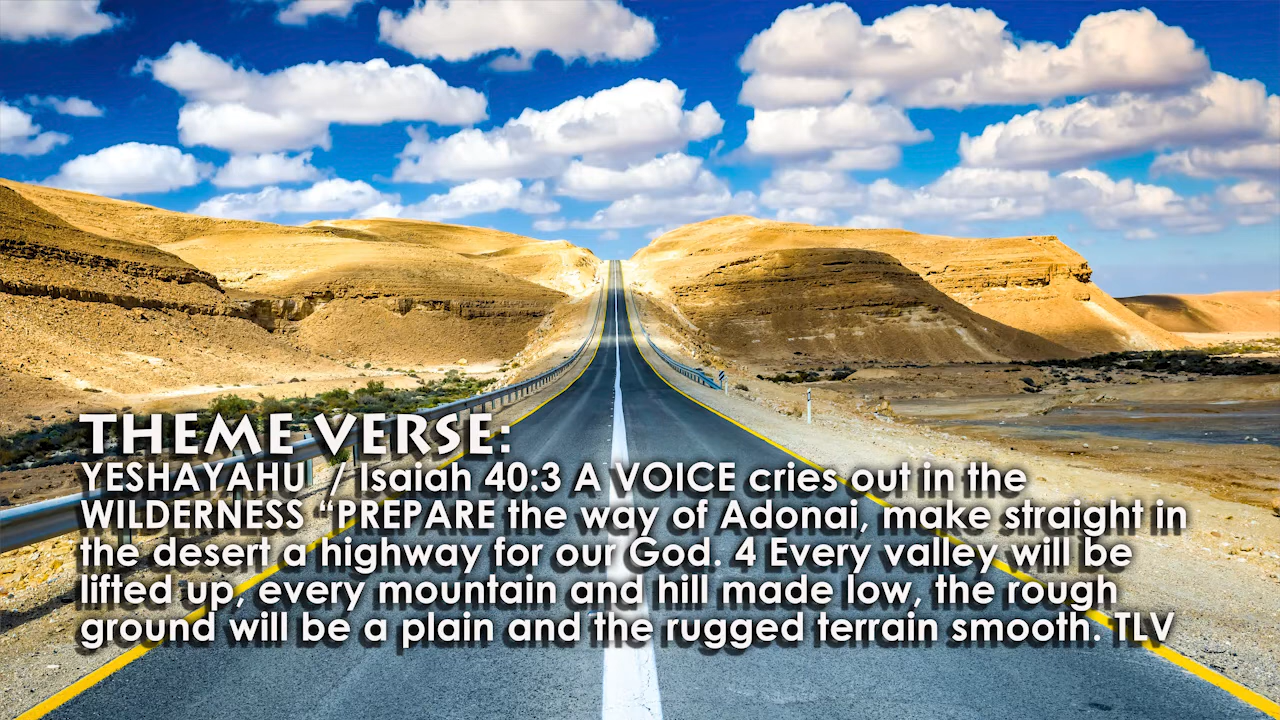 THEME VERSE:
YESHAYAHU / Isaiah 40:3 A VOICE cries out in the
WILDERNESS “PREPARE the way of Adonai, make straight in
the desert a highway for our God. 4 Every valley will be
lifted up, every mountain and hill made low, the rough
ground will be a plain and the rugged terrain smooth. TLV